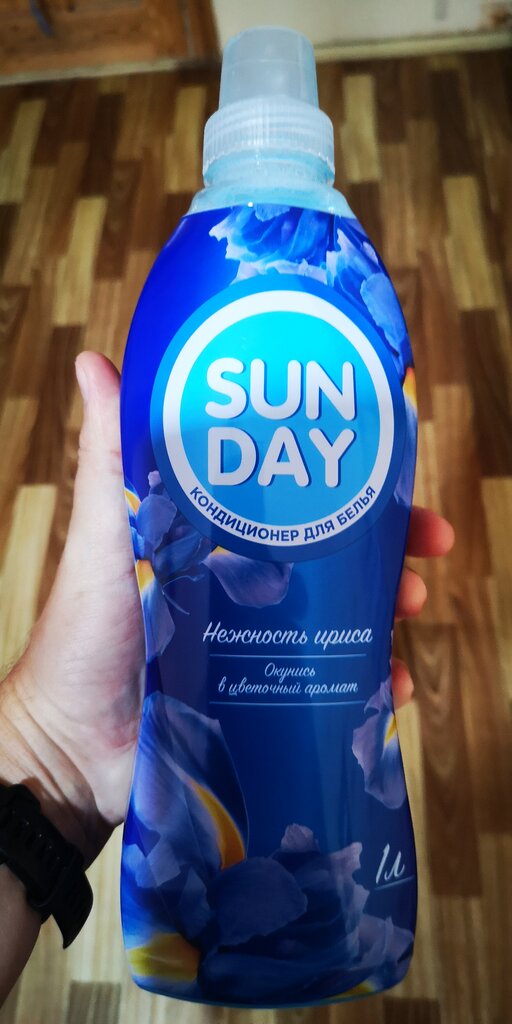 SUN
DAY
КОНДИЦИОНЕР ДЛЯ БЕЛЬЯ
Нежность ириса
Окунись
в цветочный аромат
1л